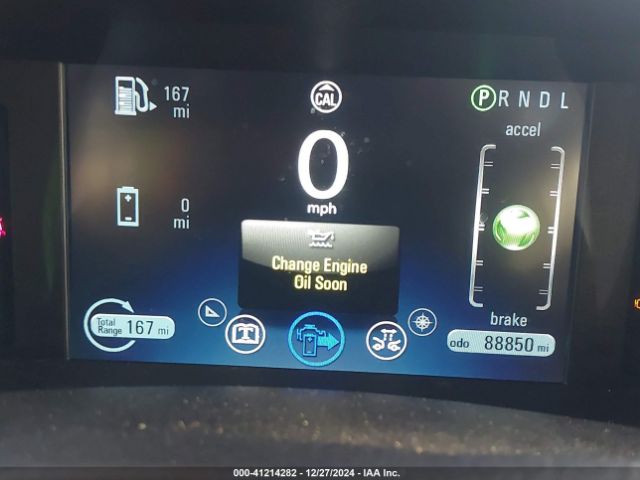 167
mi
CAL
P R N D L
accel
0
mph
0
mi
Change Engine
Oil Soon
Total
Range 167 mi
brake
odo 88850 mi
000-41214282 - 12/27/2024 - IAA Inc.